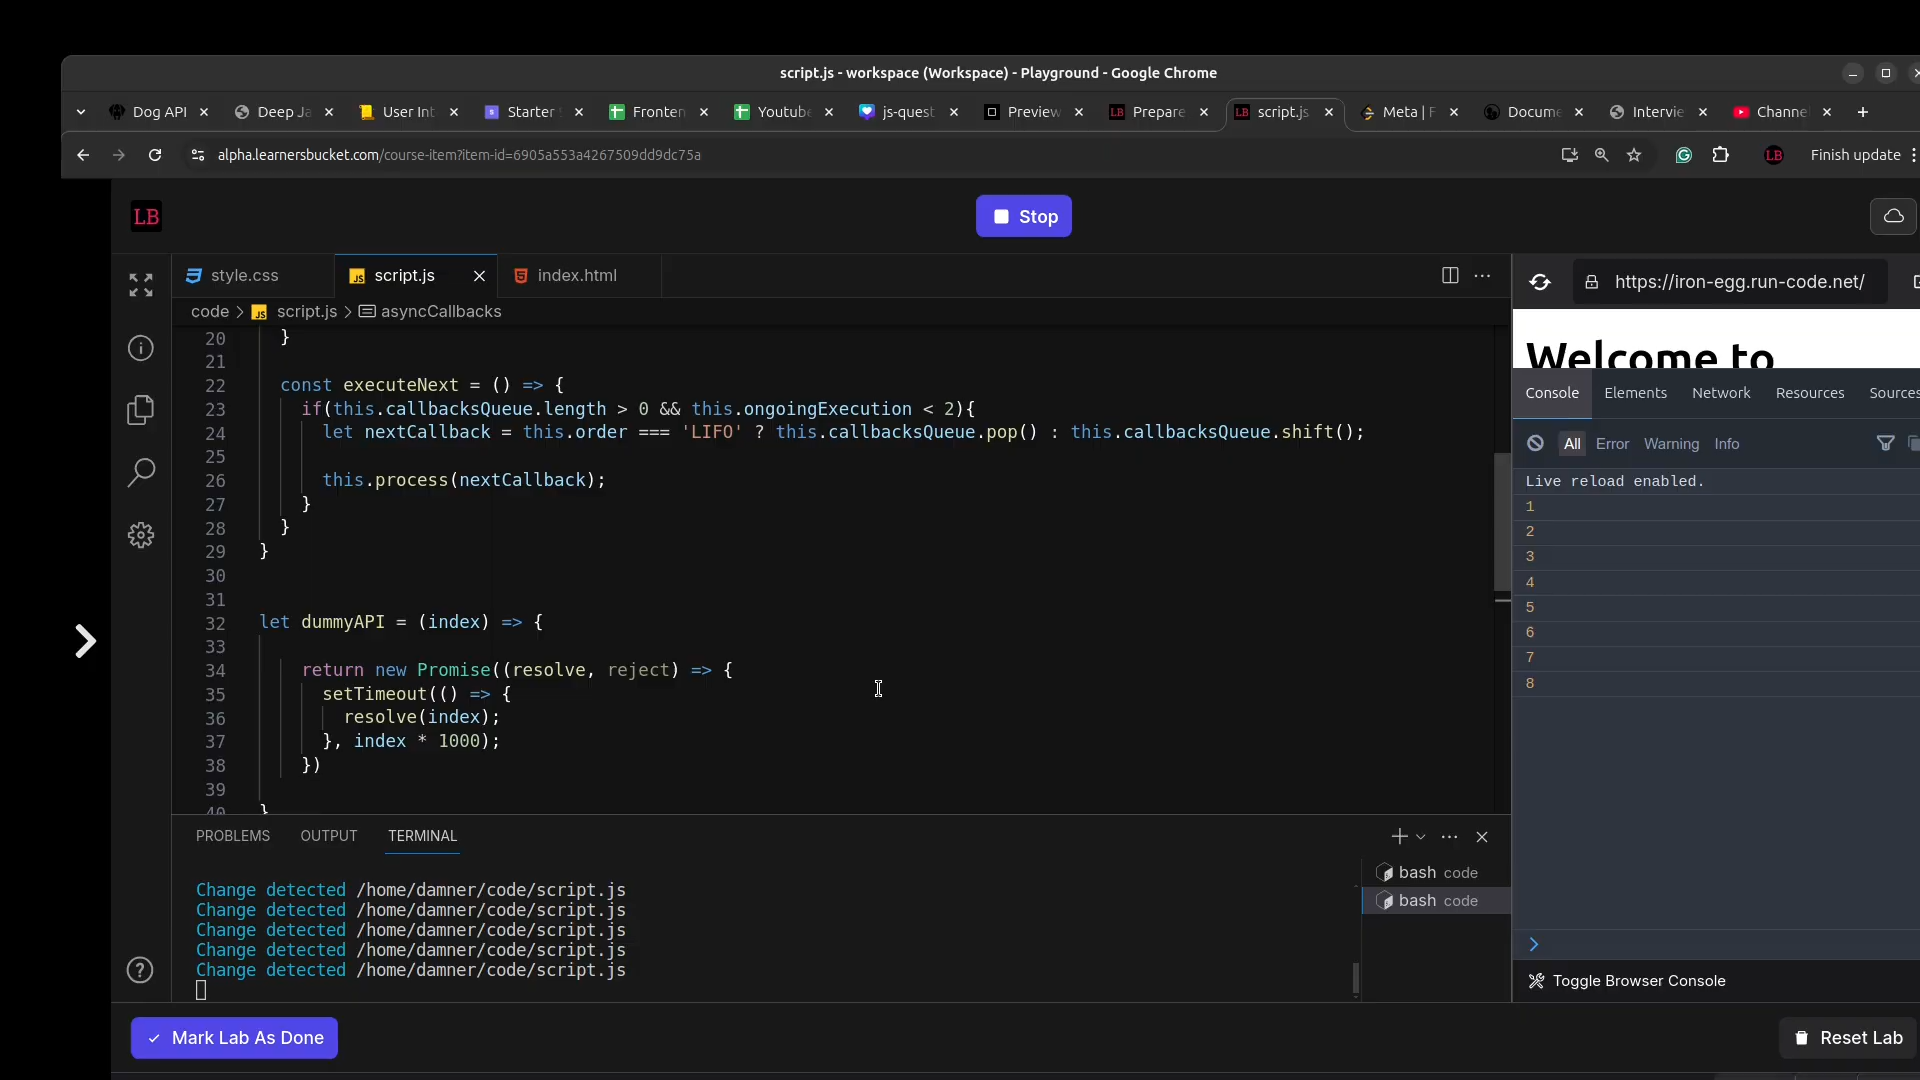 script.js - workspace (Workspace) - Playground - Google Chrome
Dog API
Deep Ja
User Int
Starter
Fronten
Youtube
js-quest
Preview
LB Prepare
LB script.js
Meta | F
Docume
Intervie
Channe
alpha.learnersbucket.com/course-item?item-id=6905a553a4267509dd9dc75a
LB
Finish update
LB
Stop
style.css
JS script.js
index.html
https://iron-egg.run-code.net/
code > JS script.js > asyncCallbacks
Welcome to
20 }
21
22 const executeNext = () => {
23 if(this.callbacksQueue.length > 0 && this.ongoingExecution < 2){
24 let nextCallback = this.order === 'LIFO' ? this.callbacksQueue.pop() : this.callbacksQueue.shift();
25
26 this.process(nextCallback);
27 }
28 }
29 }
30
31
32 let dummyAPI = (index) => {
33
34 return new Promise((resolve, reject) => {
35 setTimeout(() => {
36 resolve(index);
37 }, index * 1000);
38 })
39
40 }
Console Elements Network Resources Sources
All Error Warning Info
Live reload enabled.
1
2
3
4
5
6
7
8
Toggle Browser Console
PROBLEMS OUTPUT TERMINAL
bash code
bash code
Change detected /home/damner/code/script.js
Change detected /home/damner/code/script.js
Change detected /home/damner/code/script.js
Change detected /home/damner/code/script.js
Change detected /home/damner/code/script.js
Mark Lab As Done
Reset Lab